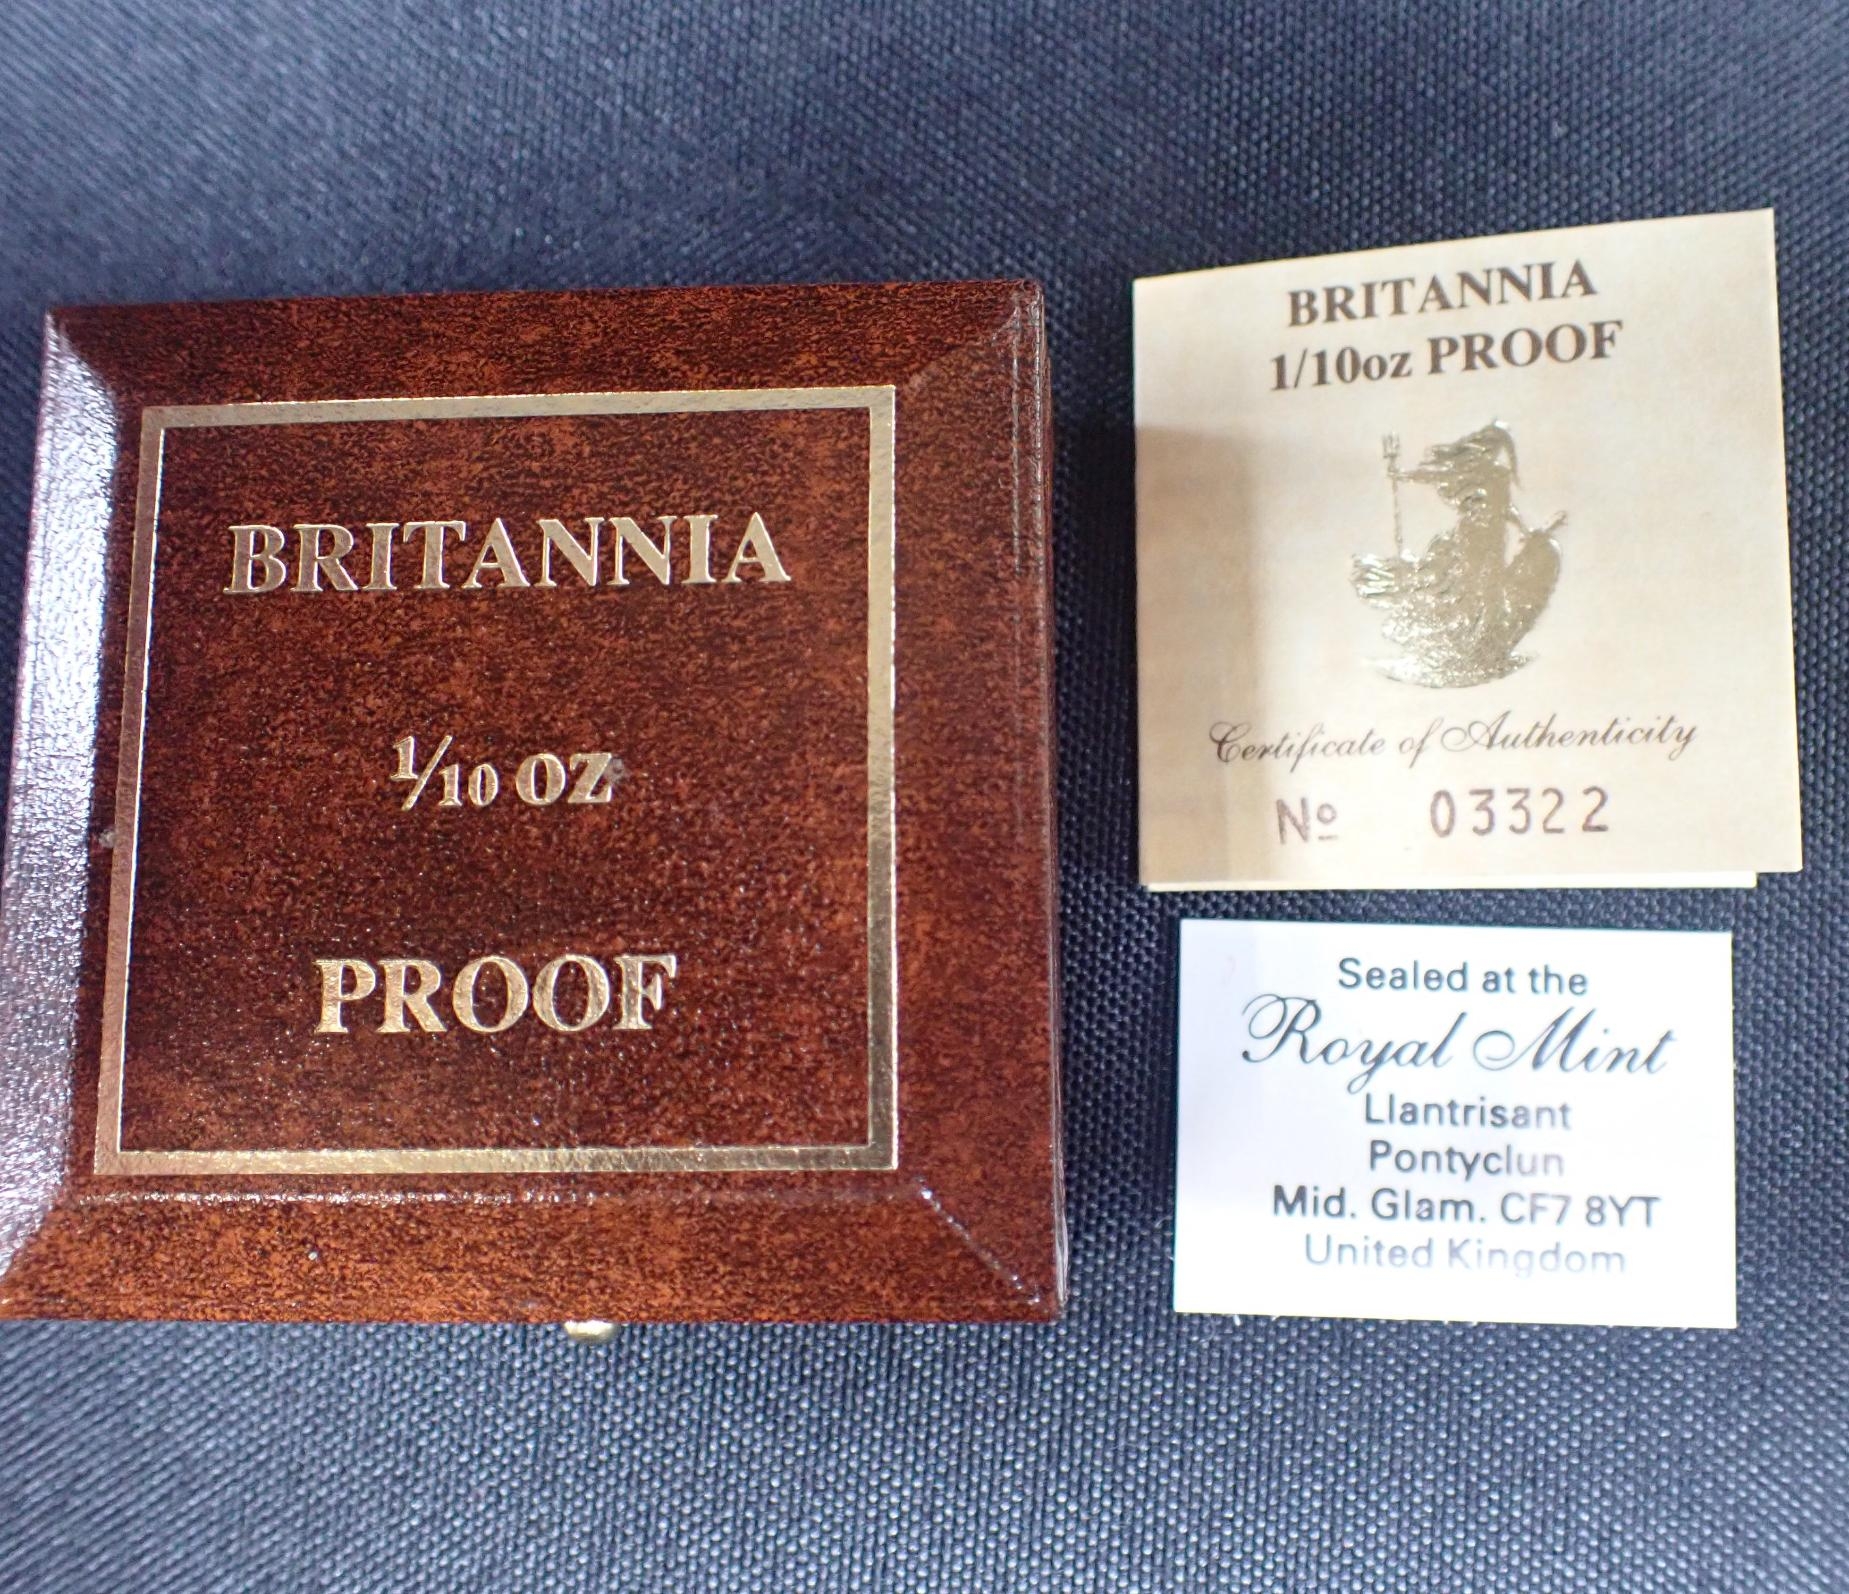 BRITANNIA
1/10 OZ
PROOF
BRITANNIA
1/10oz PROOF
Certificate of Authenticity
Nº 03322
Sealed at the
Royal Mint
Llantrisant
Pontyclun
Mid. Glam. CF7 8YT
United Kingdom